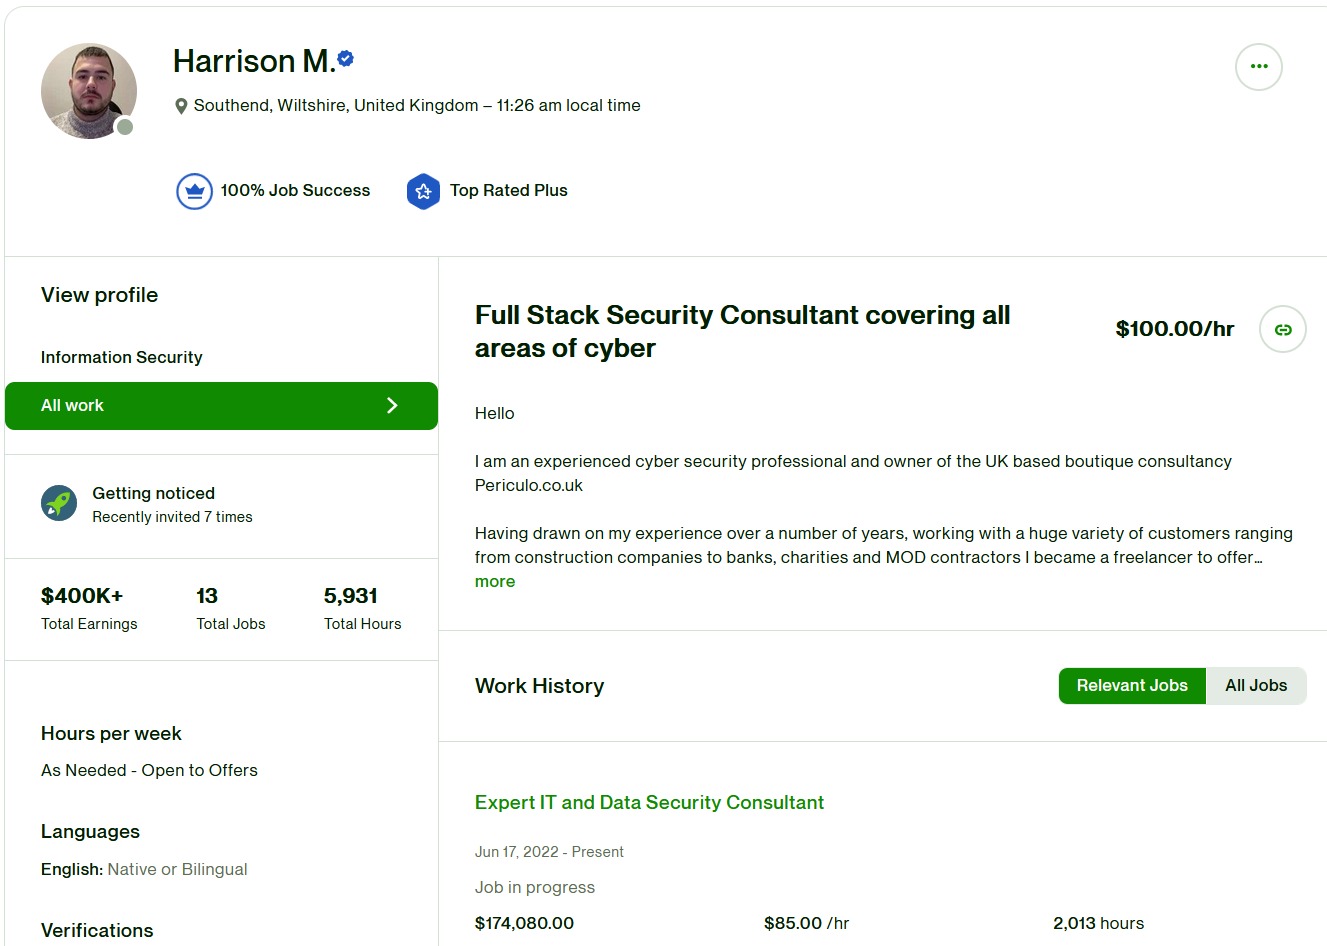 Harrison M.
Southend, Wiltshire, United Kingdom – 11:26 am local time
100% Job Success
Top Rated Plus
View profile
Information Security
All work
Getting noticed
Recently invited 7 times
$400K+
Total Earnings
13
Total Jobs
5,931
Total Hours
Hours per week
As Needed - Open to Offers
Languages
English: Native or Bilingual
Verifications
Full Stack Security Consultant covering all
areas of cyber
$100.00/hr
Hello
I am an experienced cyber security professional and owner of the UK based boutique consultancy
Periculo.co.uk
Having drawn on my experience over a number of years, working with a huge variety of customers ranging
from construction companies to banks, charities and MOD contractors I became a freelancer to offer…
more
Work History
Relevant Jobs
All Jobs
Expert IT and Data Security Consultant
Jun 17, 2022 - Present
Job in progress
$174,080.00
$85.00 /hr
2,013 hours